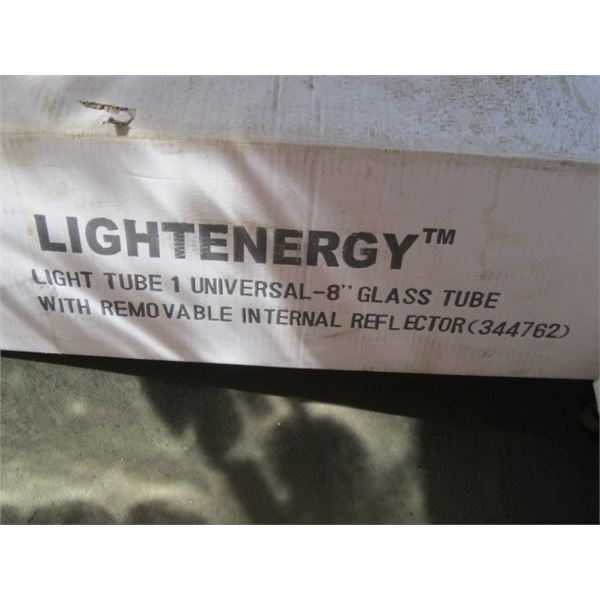 LIGHTENERGY™
LIGHT TUBE 1 UNIVERSAL-8" GLASS TUBE
WITH REMOVABLE INTERNAL REFLECTOR(344762)